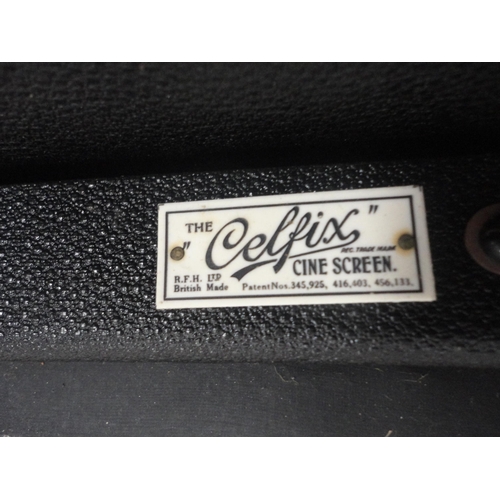 THE
"Celfix"
REG. TRADE MARK
CINE SCREEN.
R.F.H. LTD
British Made
Patent Nos. 345,925, 416,403, 456,133.